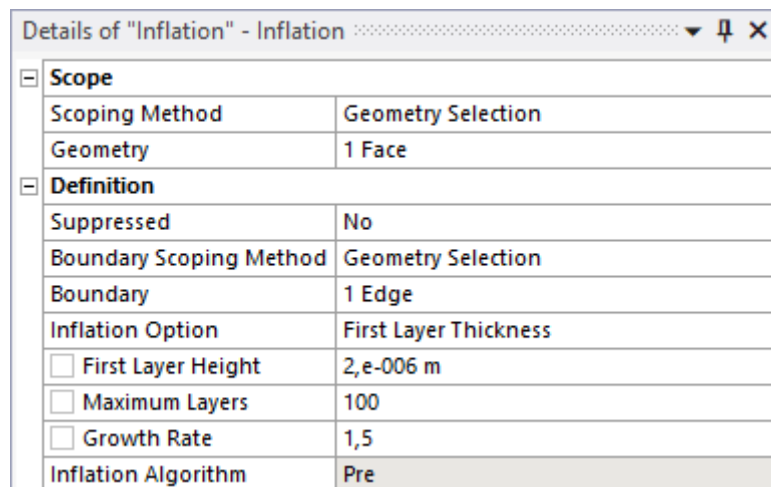 Details of "Inflation" - Inflation
Scope
Scoping Method Geometry Selection
Geometry 1 Face
Definition
Suppressed No
Boundary Scoping Method Geometry Selection
Boundary 1 Edge
Inflation Option First Layer Thickness
First Layer Height 2,e-006 m
Maximum Layers 100
Growth Rate 1,5
Inflation Algorithm Pre